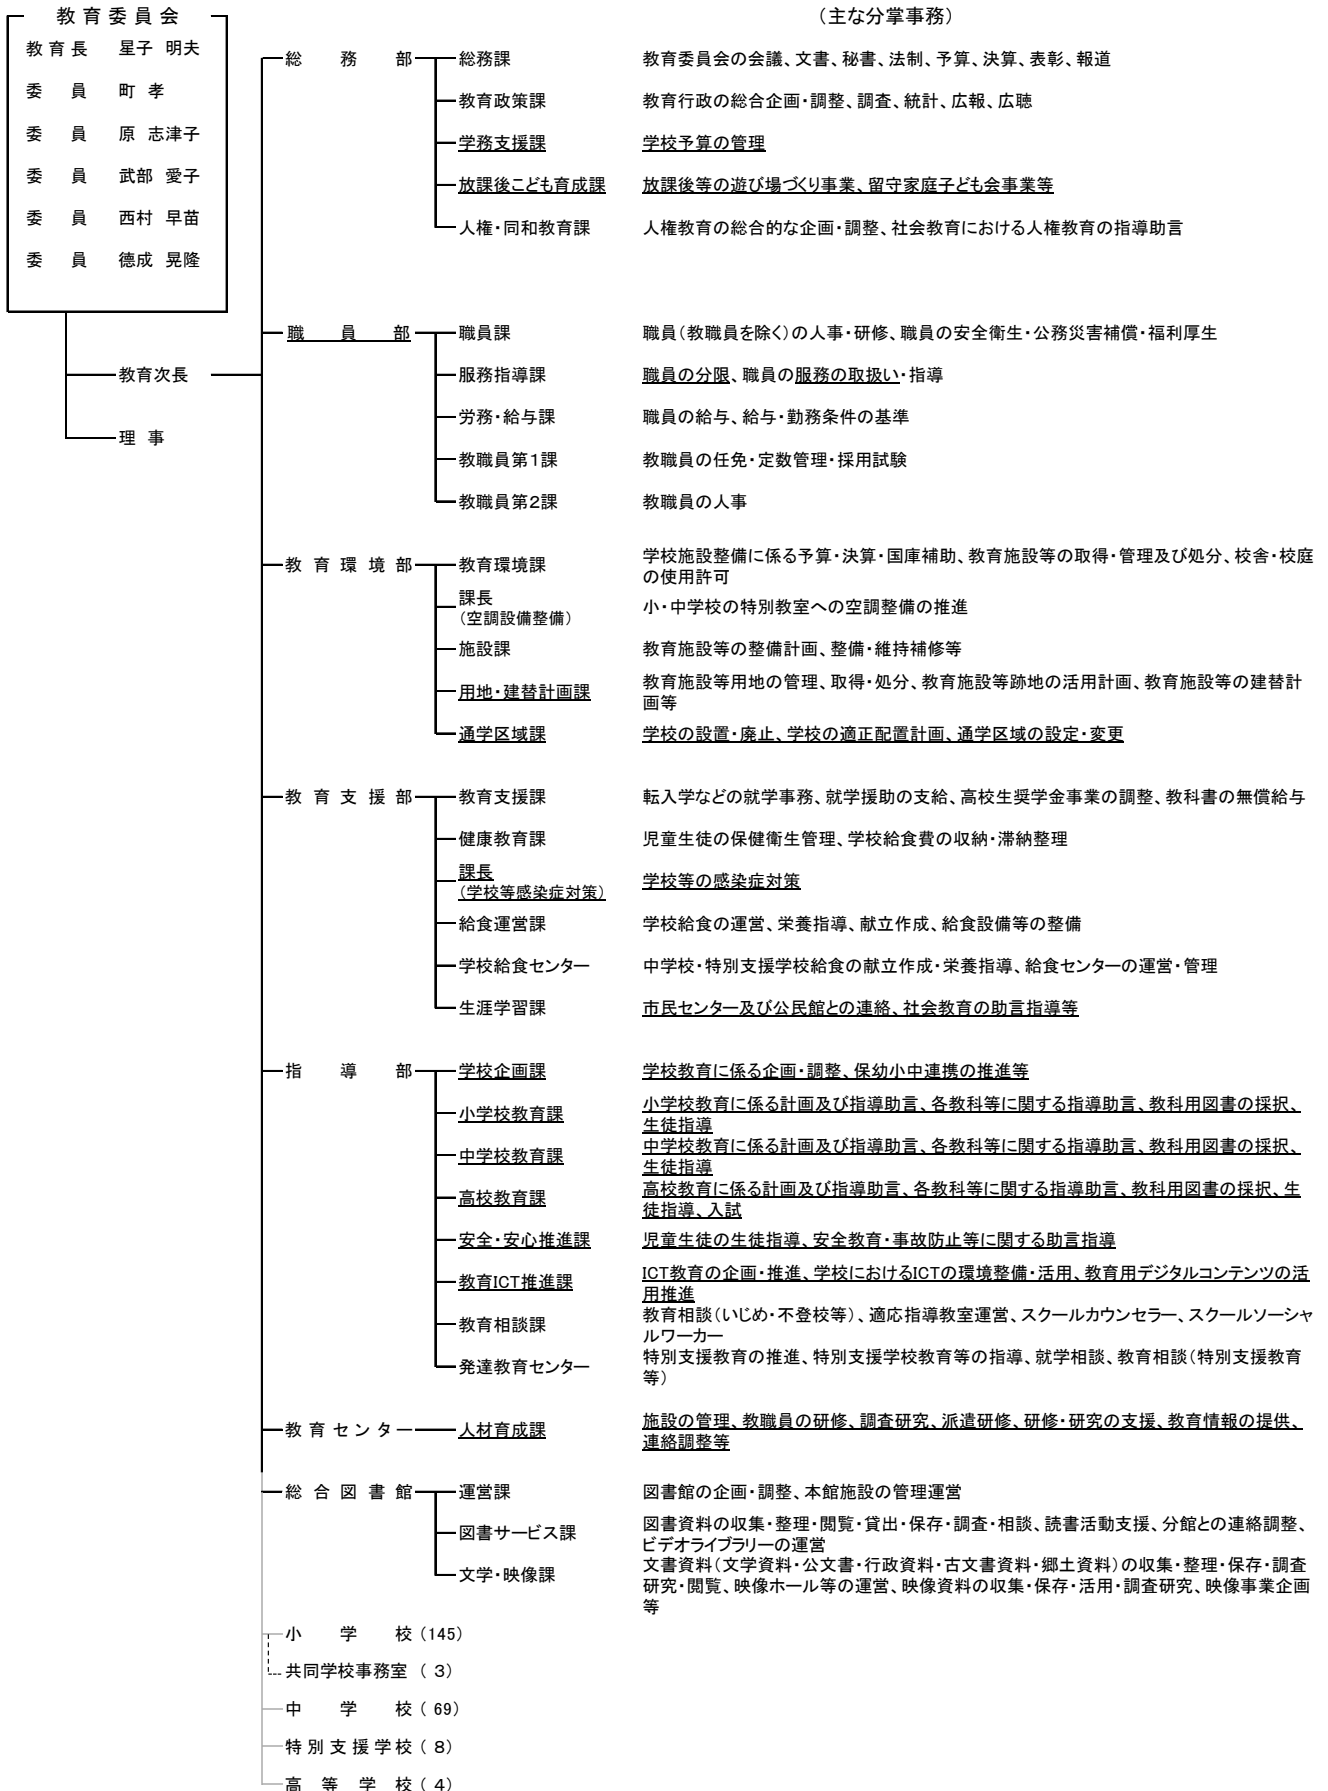 教育委員会
(主な分掌事務)
教育長 星子 明夫
委員 町 孝
委員 原 志津子
委員 武部 愛子
委員 西村 早苗
委員 德成 晃隆
教育次長
理事
総務部 総務課 教育委員会の会議、文書、秘書、法制、予算、決算、表彰、報道
教育政策課 教育行政の総合企画・調整、調査、統計、広報、広聴
学務支援課 学校予算の管理
放課後こども育成課 放課後等の遊び場づくり事業、留守家庭子ども会事業等
人権・同和教育課 人権教育の総合的な企画・調整、社会教育における人権教育の指導助言
職員部 職員課 職員(教職員を除く)の人事・研修、職員の安全衛生・公務災害補償・福利厚生
服務指導課 職員の分限、職員の服務の取扱い・指導
労務・給与課 職員の給与、給与・勤務条件の基準
教職員第1課 教職員の任免・定数管理・採用試験
教職員第2課 教職員の人事
教育環境部 教育環境課 学校施設整備に係る予算・決算・国庫補助、教育施設等の取得・管理及び処分、校舎・校庭
の使用許可
課長
(空調設備整備) 小・中学校の特別教室への空調整備の推進
施設課 教育施設等の整備計画、整備・維持補修等
用地・建替計画課 教育施設等用地の管理、取得・処分、教育施設等跡地の活用計画、教育施設等の建替計
画等
通学区域課 学校の設置・廃止、学校の適正配置計画、通学区域の設定・変更
教育支援部 教育支援課 転入学などの就学事務、就学援助の支給、高校生奨学金事業の調整、教科書の無償給与
健康教育課 児童生徒の保健衛生管理、学校給食費の収納・滞納整理
課長
(学校等感染症対策) 学校等の感染症対策
給食運営課 学校給食の運営、栄養指導、献立作成、給食設備等の整備
学校給食センター 中学校・特別支援学校給食の献立作成・栄養指導、給食センターの運営・管理
生涯学習課 市民センター及び公民館との連絡、社会教育の助言指導等
指導部 学校企画課 学校教育に係る企画・調整、保幼小中連携の推進等
小学校教育課 小学校教育に係る計画及び指導助言、各教科等に関する指導助言、教科用図書の採択、
生徒指導
中学校教育課 中学校教育に係る計画及び指導助言、各教科等に関する指導助言、教科用図書の採択、
生徒指導
高校教育課 高校教育に係る計画及び指導助言、各教科等に関する指導助言、教科用図書の採択、生
徒指導、入試
安全・安心推進課 児童生徒の生徒指導、安全教育・事故防止等に関する助言指導
教育ICT推進課 ICT教育の企画・推進、学校におけるICTの環境整備・活用、教育用デジタルコンテンツの活
用推進
教育相談課 教育相談(いじめ・不登校等)、適応指導教室運営、スクールカウンセラー、スクールソーシャ
ルワーカー
発達教育センター 特別支援教育の推進、特別支援学校教育等の指導、就学相談、教育相談(特別支援教育
等)
教育センター 人材育成課 施設の管理、教職員の研修、調査研究、派遣研修、研修・研究の支援、教育情報の提供、
連絡調整等
総合図書館 運営課 図書館の企画・調整、本館施設の管理運営
図書サービス課 図書資料の収集・整理・閲覧・貸出・保存・調査・相談、読書活動支援、分館との連絡調整、
ビデオライブラリーの運営
文学・映像課 文書資料(文学資料・公文書・行政資料・古文書資料・郷土資料)の収集・整理・保存・調査
研究・閲覧、映像ホール等の運営、映像資料の収集・保存・活用・調査研究、映像事業企画
等
小学校 (145)
共同学校事務室 ( 3)
中学校 ( 69)
特別支援学校 ( 8)
高等学校 ( 4)